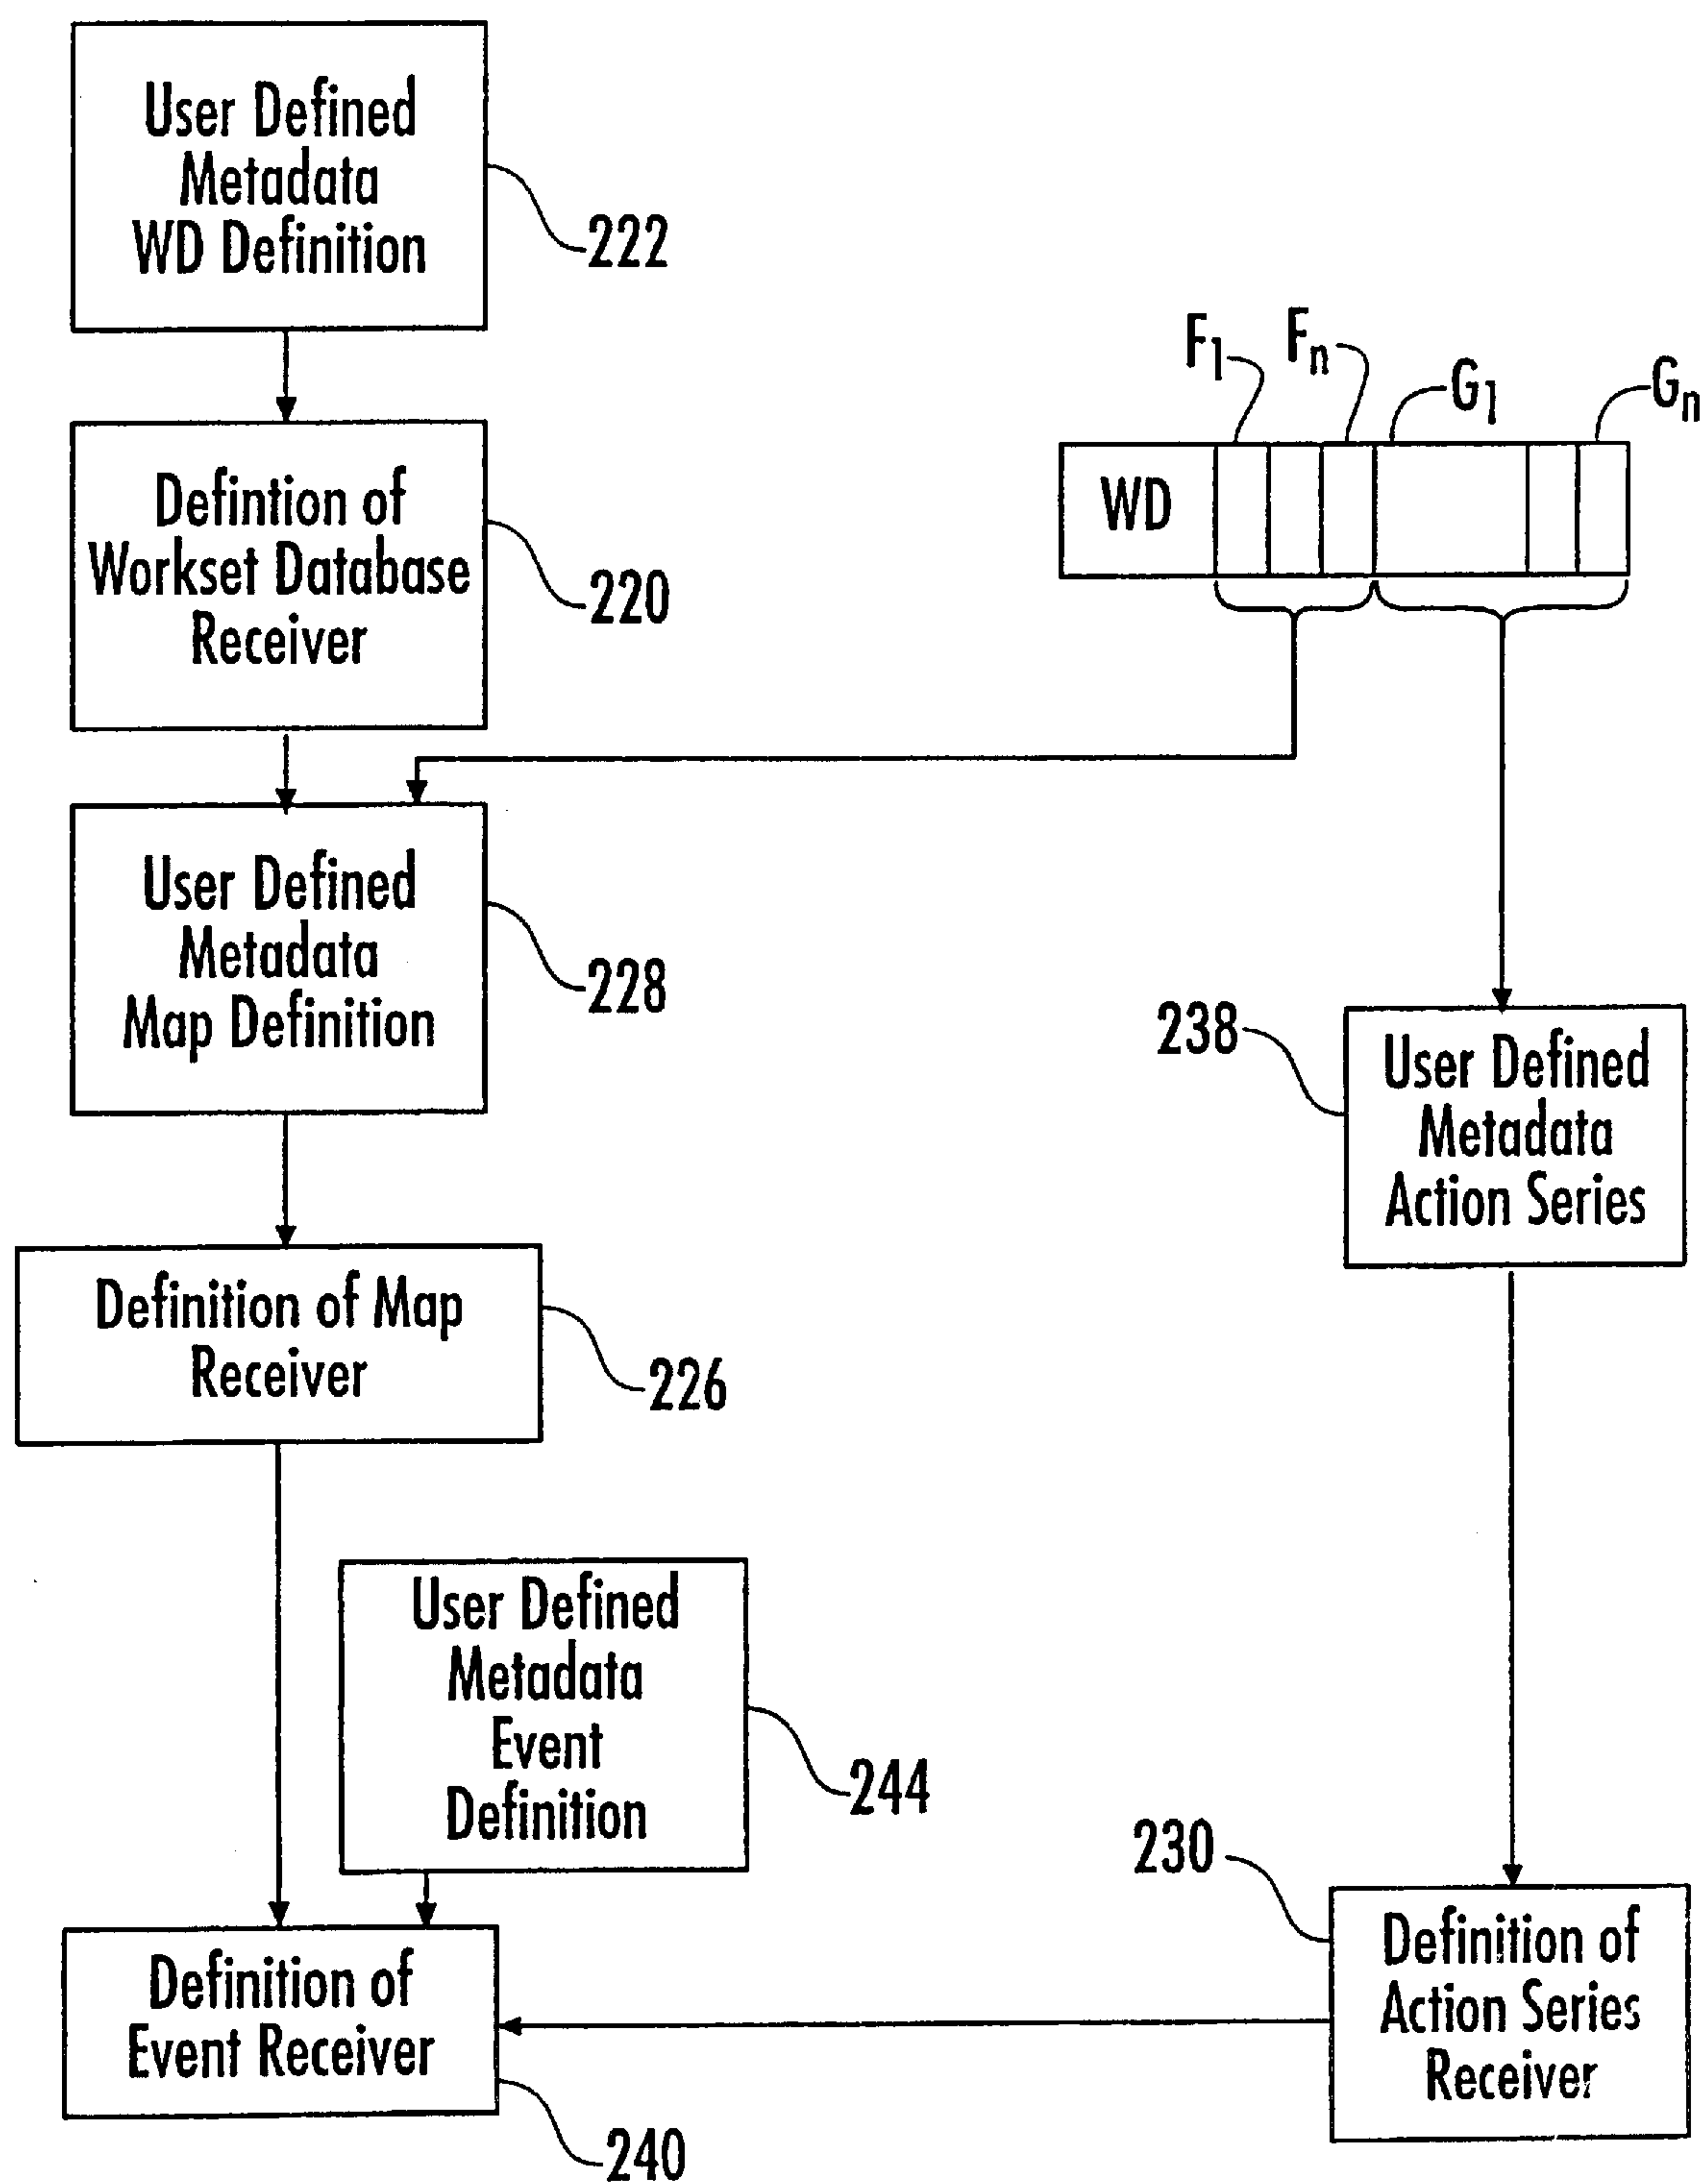 User Defined
Metadata
WD Definition
222
Defintion of
Workset Database
Receiver
220
F1
Fn
G1
Gn
WD
User Defined
Metadata
Map Definition
228
238
User Defined
Metadata
Action Series
Definition of Map
Receiver
226
User Defined
Metadata
Event
Definition
244
230
Definition of
Event Receiver
240
Definition of
Action Series
Receiver